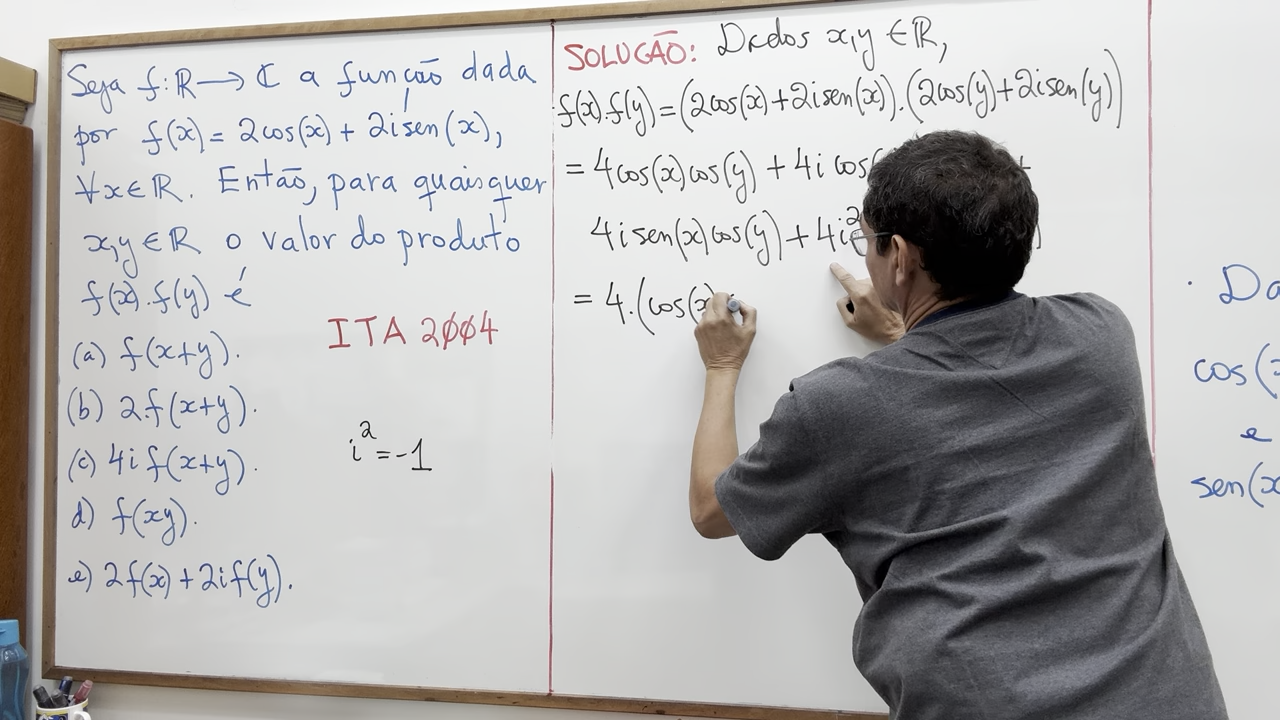 Seja f: ℝ → ℂ a função dada
por f(x) = 2cos(x) + 2isen(x),
∀x∈ℝ. Então, para quaisquer
x,y ∈ ℝ o valor do produto
f(x).f(y) é
(a) f(x+y).
(b) 2f(x+y).
(c) 4i f(x+y).
d) f(xy).
e) 2f(x) + 2if(y).
ITA 2004
i² = -1
SOLUÇÃO: Dados x,y ∈ ℝ,
f(x).f(y) = (2cos(x)+2isen(x)).(2cos(y)+2isen(y))
= 4cos(x)cos(y) + 4i cos( +
4isen(x)cos(y) + 4i² )
= 4.(cos(x)
· Da
cos(x
e
sen(x